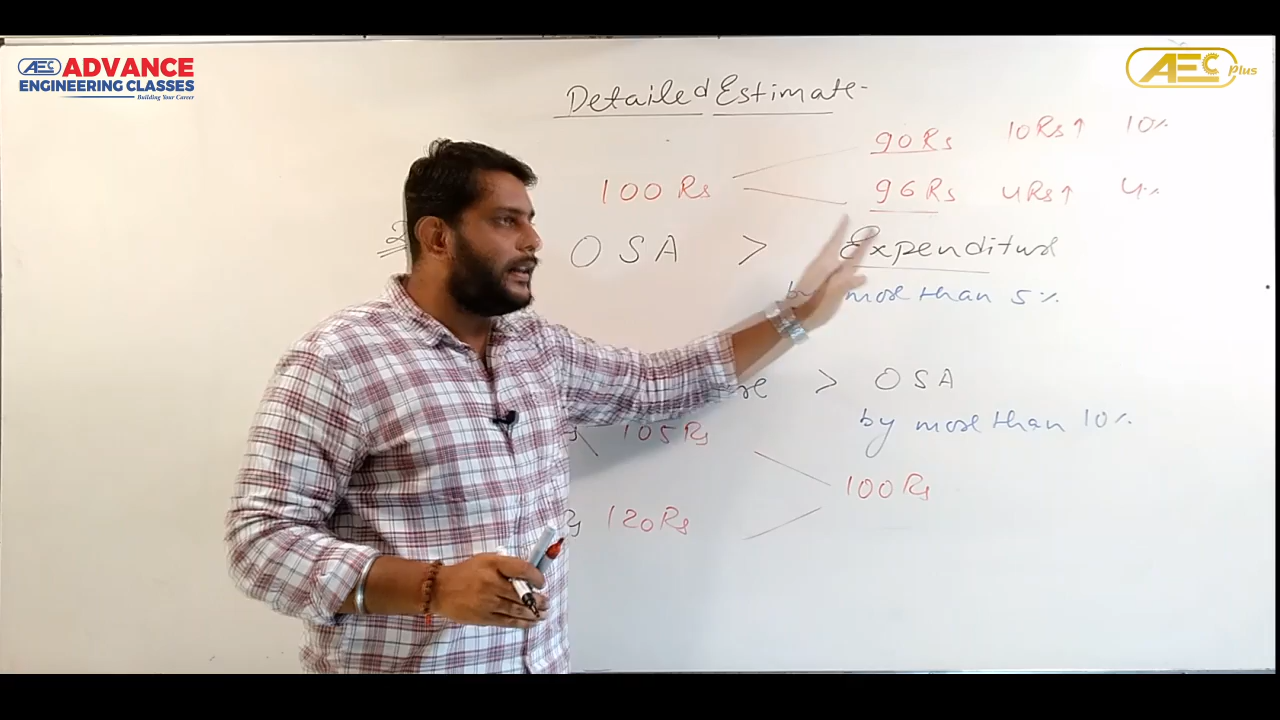 AEC ADVANCE
ENGINEERING CLASSES
Building Your Career
AEC Plus
Detailed Estimate-
90 Rs 10 Rs↑ 10%
100 Rs
96 Rs 4 Rs↑ 4%
OSA > Expenditure
by more than 5%
> OSA
by more than 10%
105 Rs
100 Rs
120 Rs